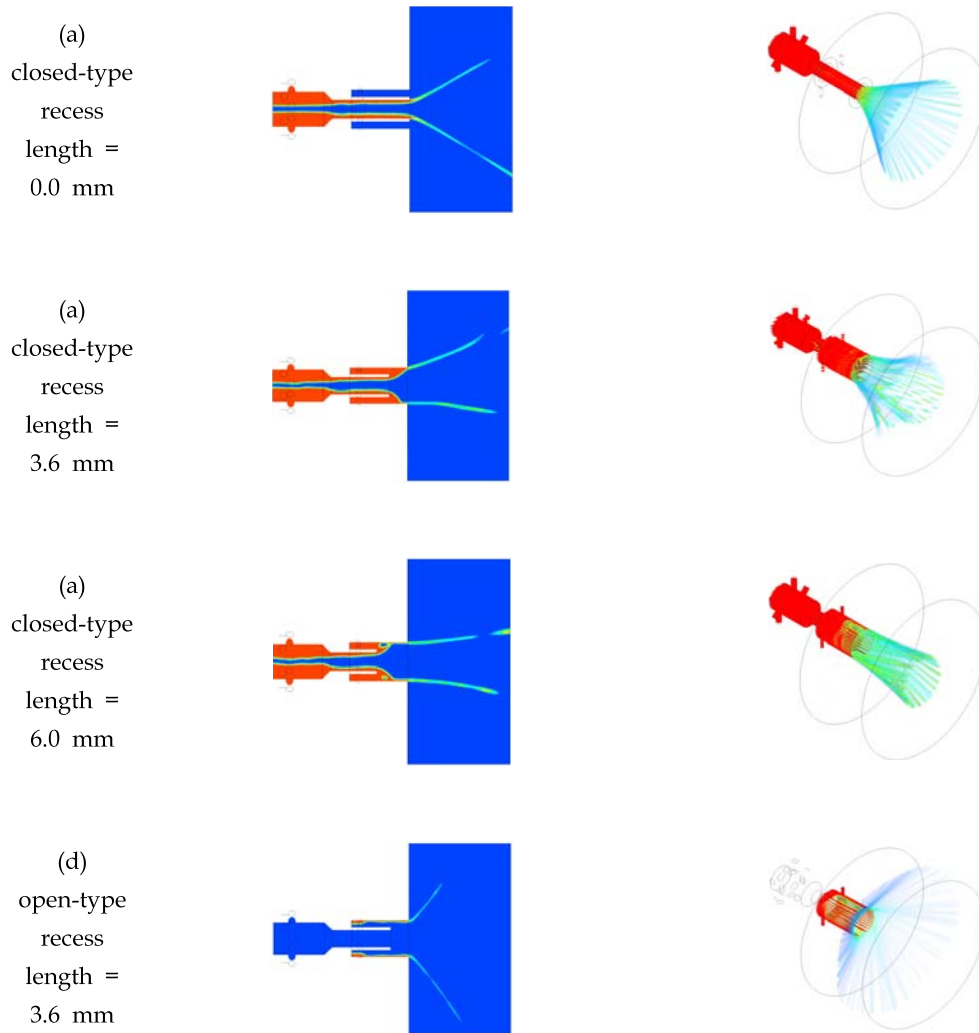 (a)
closed-type
recess
length =
0.0 mm
(a)
closed-type
recess
length =
3.6 mm
(a)
closed-type
recess
length =
6.0 mm
(d)
open-type
recess
length =
3.6 mm